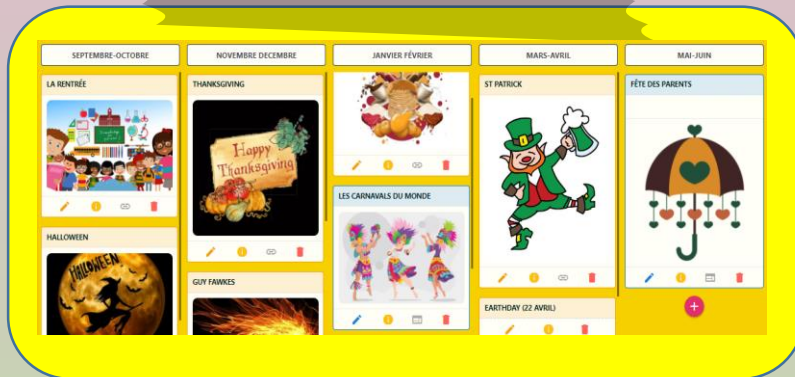 SEPTEMBRE-OCTOBRE
NOVEMBRE DECEMBRE
JANVIER FÉVRIER
MARS-AVRIL
MAI-JUIN
LA RENTRÉE
HALLOWEEN
HALLOWEEN
THANKSGIVING
Happy
Thanksgiving
GUY FAWKES
LES CARNAVALS DU MONDE
ST PATRICK
EARTHDAY (22 AVRIL)
FÊTE DES PARENTS